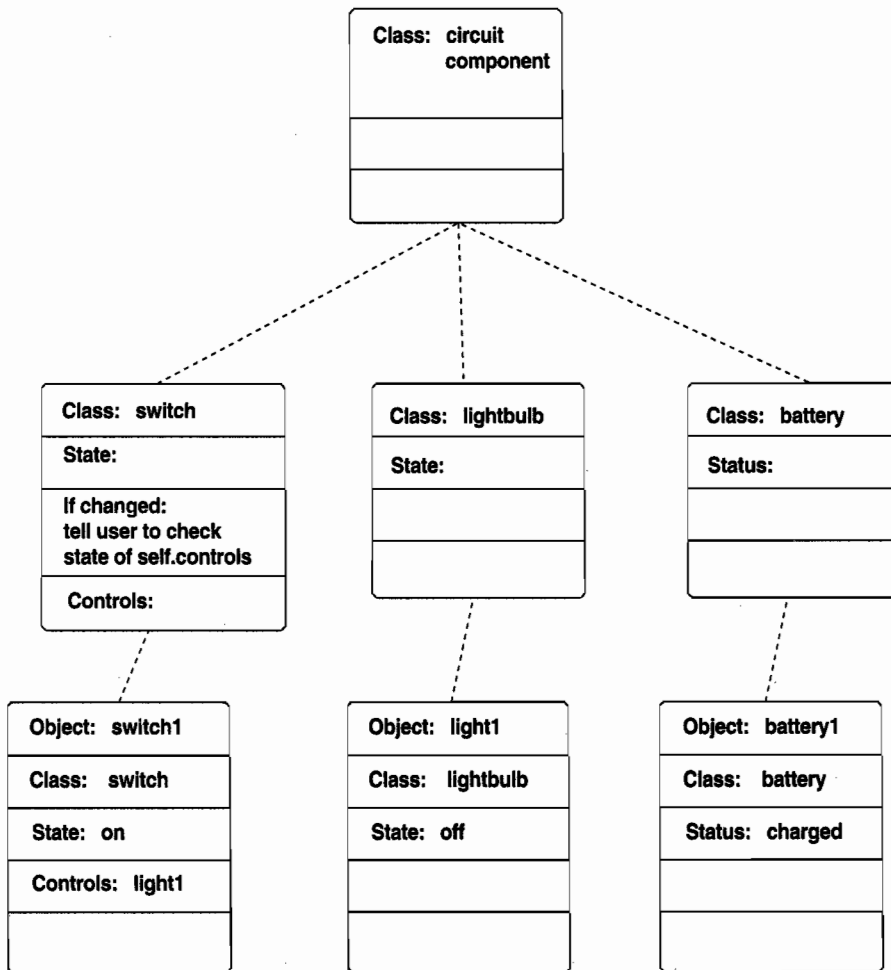 Class: circuit
component
Class: switch
State:
If changed:
tell user to check
state of self.controls
Controls:
Class: lightbulb
State:
Class: battery
Status:
Object: switch1
Class: switch
State: on
Controls: light1
Object: light1
Class: lightbulb
State: off
Object: battery1
Class: battery
Status: charged